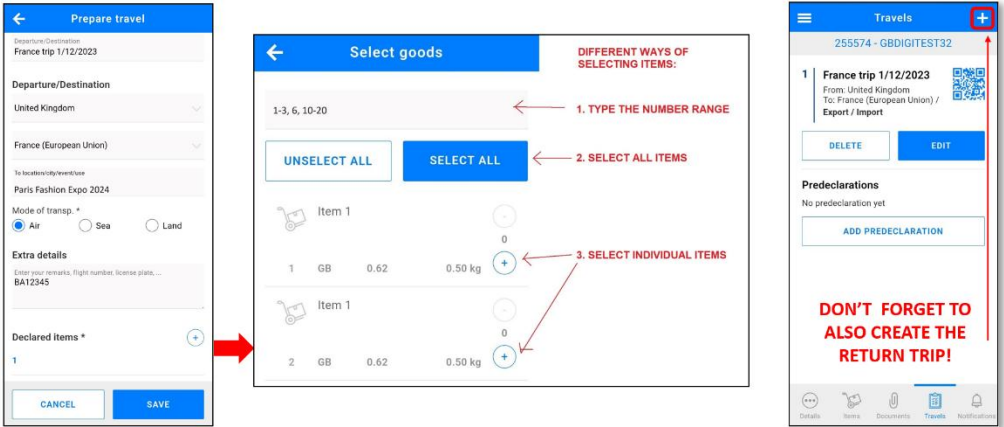 Prepare travel
Departure/Destination
France trip 1/12/2023
Departure/Destination
United Kingdom
France (European Union)
To location/city/event/use
Paris Fashion Expo 2024
Mode of transp. *
Air
Sea
Land
Extra details
Enter your remarks, flight number, license plate, ...
BA12345
Declared items *
1
CANCEL
SAVE
Select goods
1-3, 6, 10-20
UNSELECT ALL
SELECT ALL
Item 1
-
0
1 GB 0.62 0.50 kg +
Item 1
-
0
2 GB 0.62 0.50 kg +
DIFFERENT WAYS OF
SELECTING ITEMS:
1. TYPE THE NUMBER RANGE
2. SELECT ALL ITEMS
3. SELECT INDIVIDUAL ITEMS
Travels
255574 - GBDIGITEST32
1 France trip 1/12/2023
From: United Kingdom
To: France (European Union) /
Export / Import
DELETE
EDIT
Predeclarations
No predeclaration yet
ADD PREDECLARATION
DON'T FORGET TO
ALSO CREATE THE
RETURN TRIP!
Details
Items
Documents
Travels
Notifications